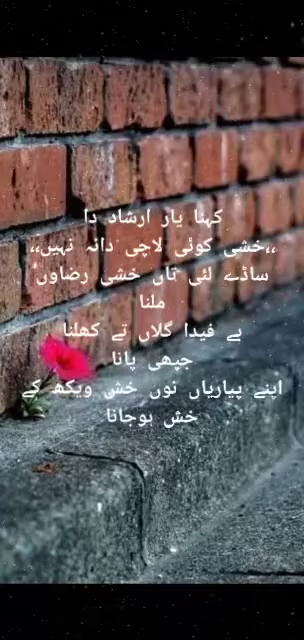 کہنا یار ارشاد دا
،،خشی کوئی لاچی دانہ نہیں،،
ساڈے لئی تاں خشی رضاوں
ملنا
بے فیدا گلاں تے کھلنا
جپھی پانا
اپنے پیاریاں نوں خشی ویکھ کے
خش ہوجانا